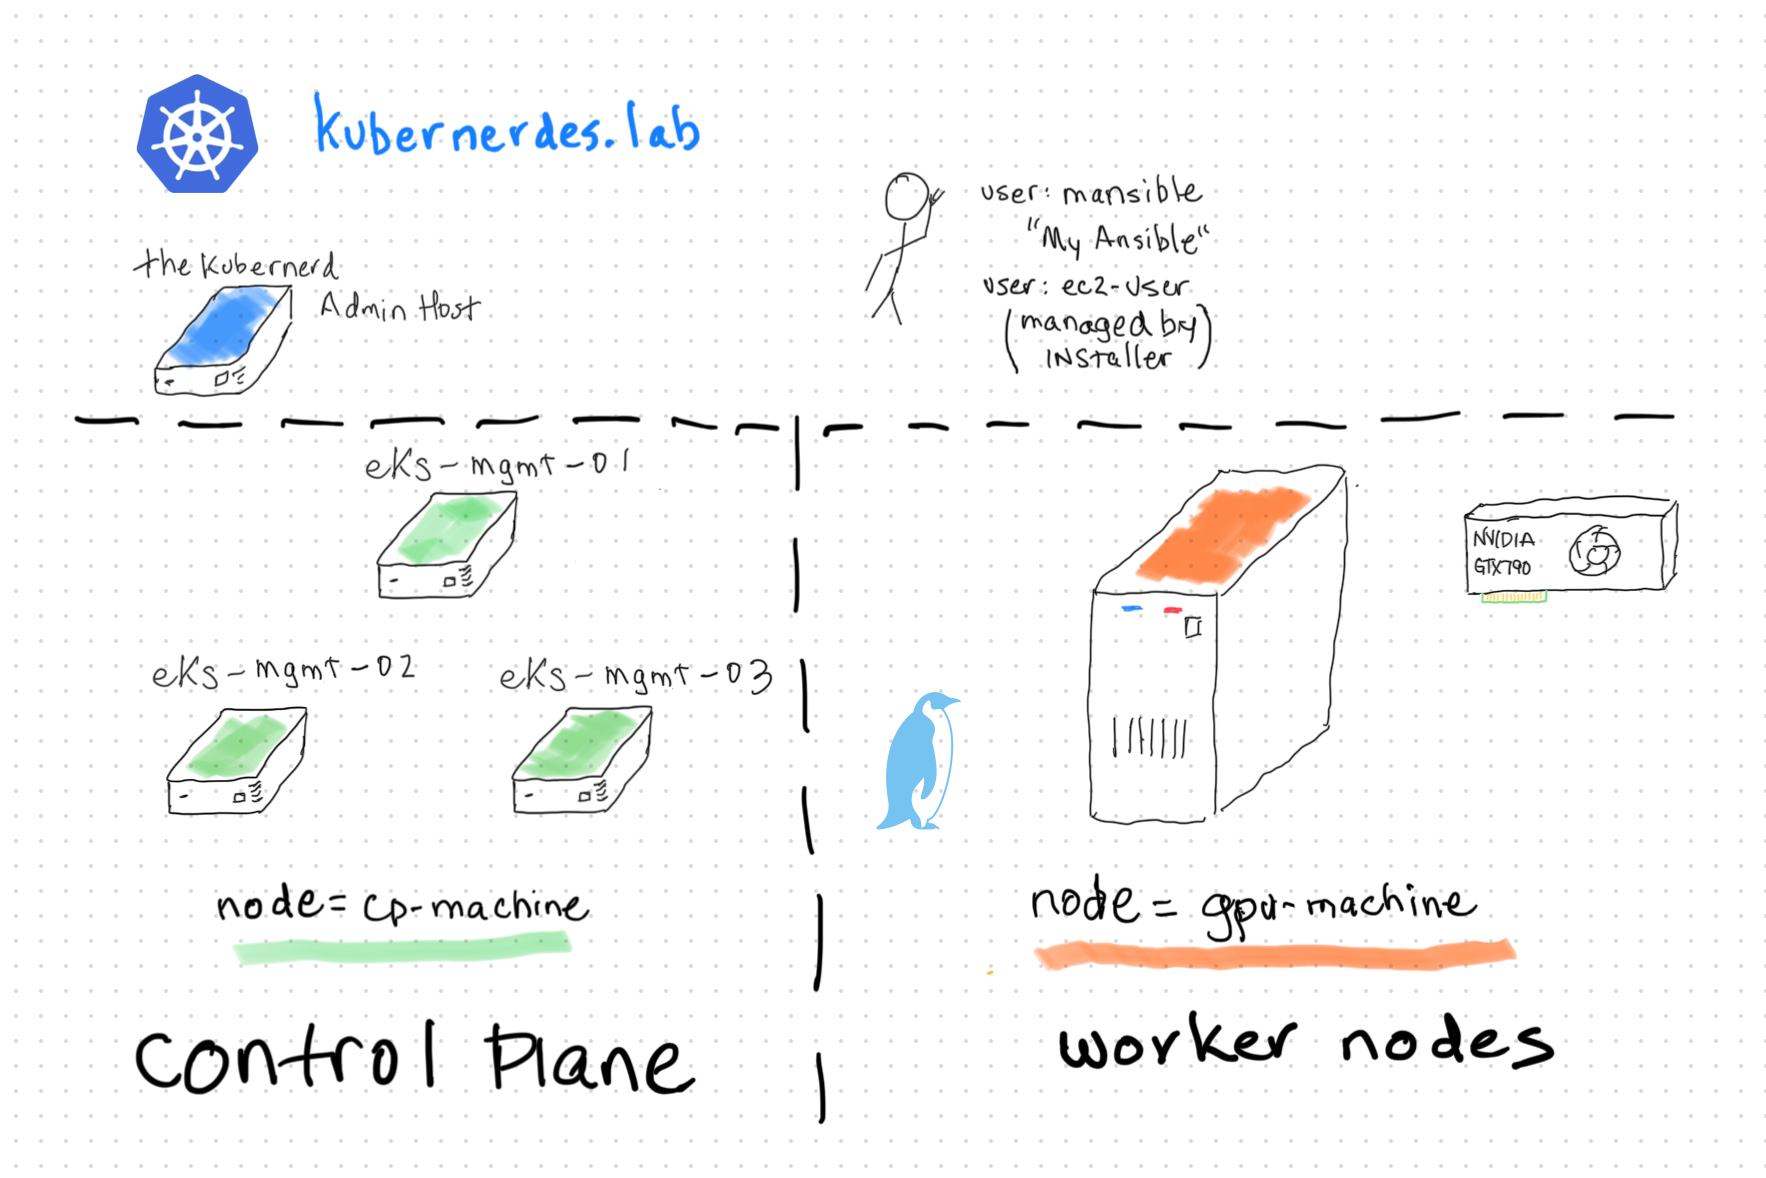 kubernerdes.lab
the Kubernerd
Admin Host
user: mansible
"My Ansible"
user: ec2-user
(managed by
INSTaller)
eKs-mgmt-01
eKs-mgmt-02
eKs-mgmt-03
NVIDIA
GTX790
node = cp-machine
node = gpu-machine
Control Plane
worker nodes